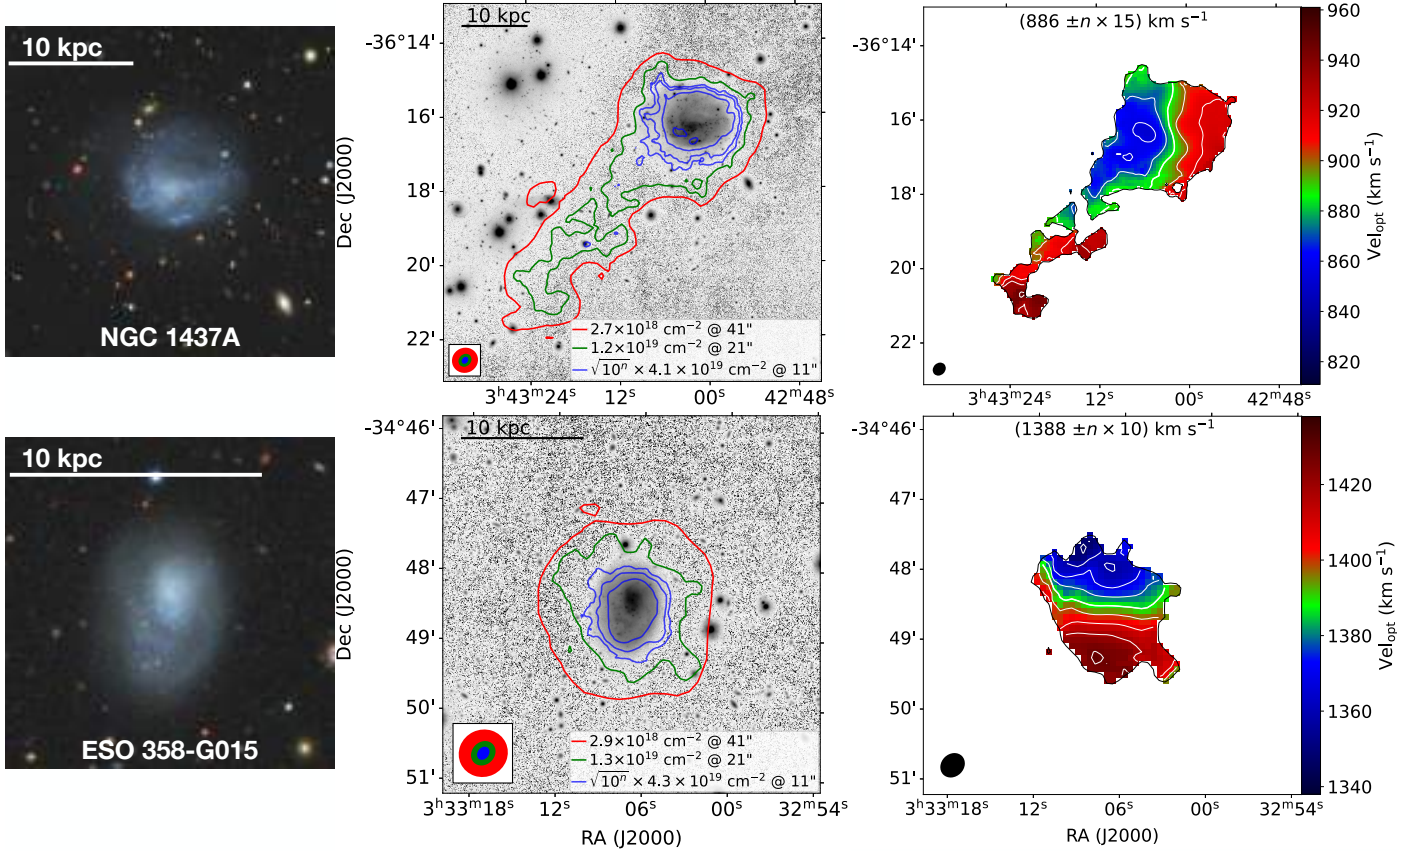 10 kpc
NGC 1437A
10 kpc
-36°14'
16'
18'
20'
22'
Dec (J2000)
2.7×10¹⁸ cm⁻² @ 41"
1.2×10¹⁹ cm⁻² @ 21"
√10ⁿ × 4.1 × 10¹⁹ cm⁻² @ 11"
3ʰ43ᵐ24ˢ 12ˢ 00ˢ 42ᵐ48ˢ
(886 ±n × 15) km s⁻¹
-36°14'
16'
18'
20'
22'
3ʰ43ᵐ24ˢ 12ˢ 00ˢ 42ᵐ48ˢ
960
940
920
900
880
860
840
820
Vel_opt (km s⁻¹)
10 kpc
ESO 358-G015
10 kpc
-34°46'
47'
48'
49'
50'
51'
Dec (J2000)
2.9×10¹⁸ cm⁻² @ 41"
1.3×10¹⁹ cm⁻² @ 21"
√10ⁿ × 4.3 × 10¹⁹ cm⁻² @ 11"
3ʰ33ᵐ18ˢ 12ˢ 06ˢ 00ˢ 32ᵐ54ˢ
RA (J2000)
(1388 ±n × 10) km s⁻¹
-34°46'
47'
48'
49'
50'
51'
3ʰ33ᵐ18ˢ 12ˢ 06ˢ 00ˢ 32ᵐ54ˢ
RA (J2000)
1420
1400
1380
1360
1340
Vel_opt (km s⁻¹)